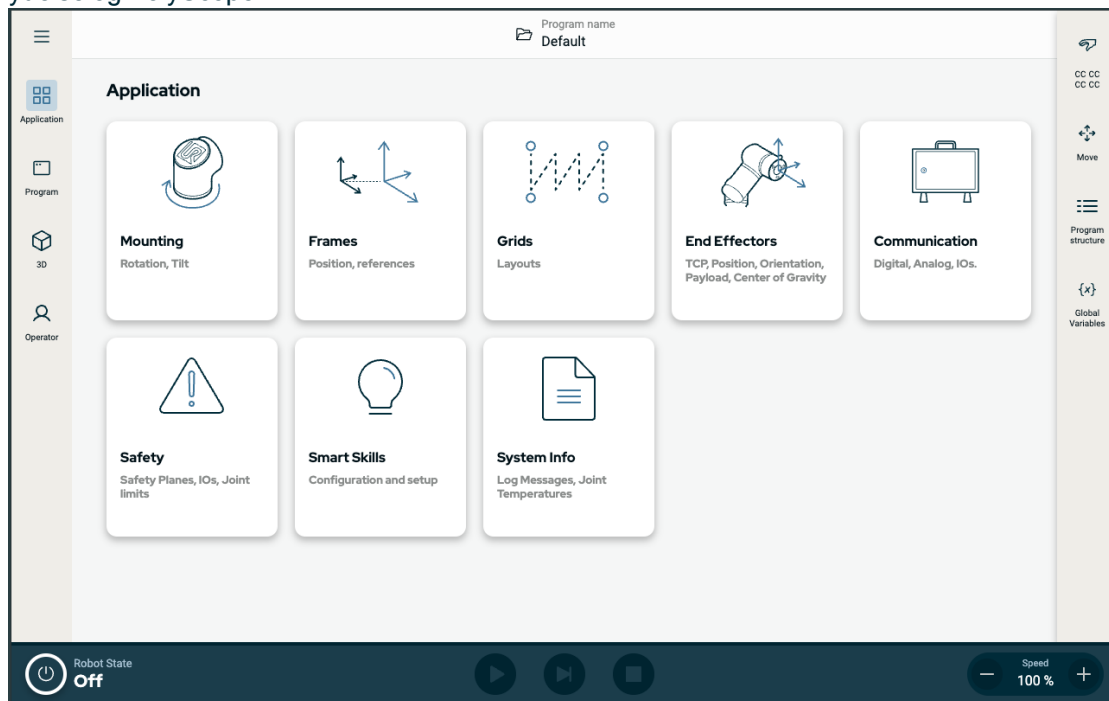 Program name
Default
CC CC
CC CC
Application
Application
Program
3D
Operator
Mounting
Rotation, Tilt
Frames
Position, references
Grids
Layouts
End Effectors
TCP, Position, Orientation,
Payload, Center of Gravity
Communication
Digital, Analog, IOs.
Safety
Safety Planes, IOs, Joint
limits
Smart Skills
Configuration and setup
System Info
Log Messages, Joint
Temperatures
Move
Program
structure
{x}
Global
Variables
Robot State
Off
Speed
100 %